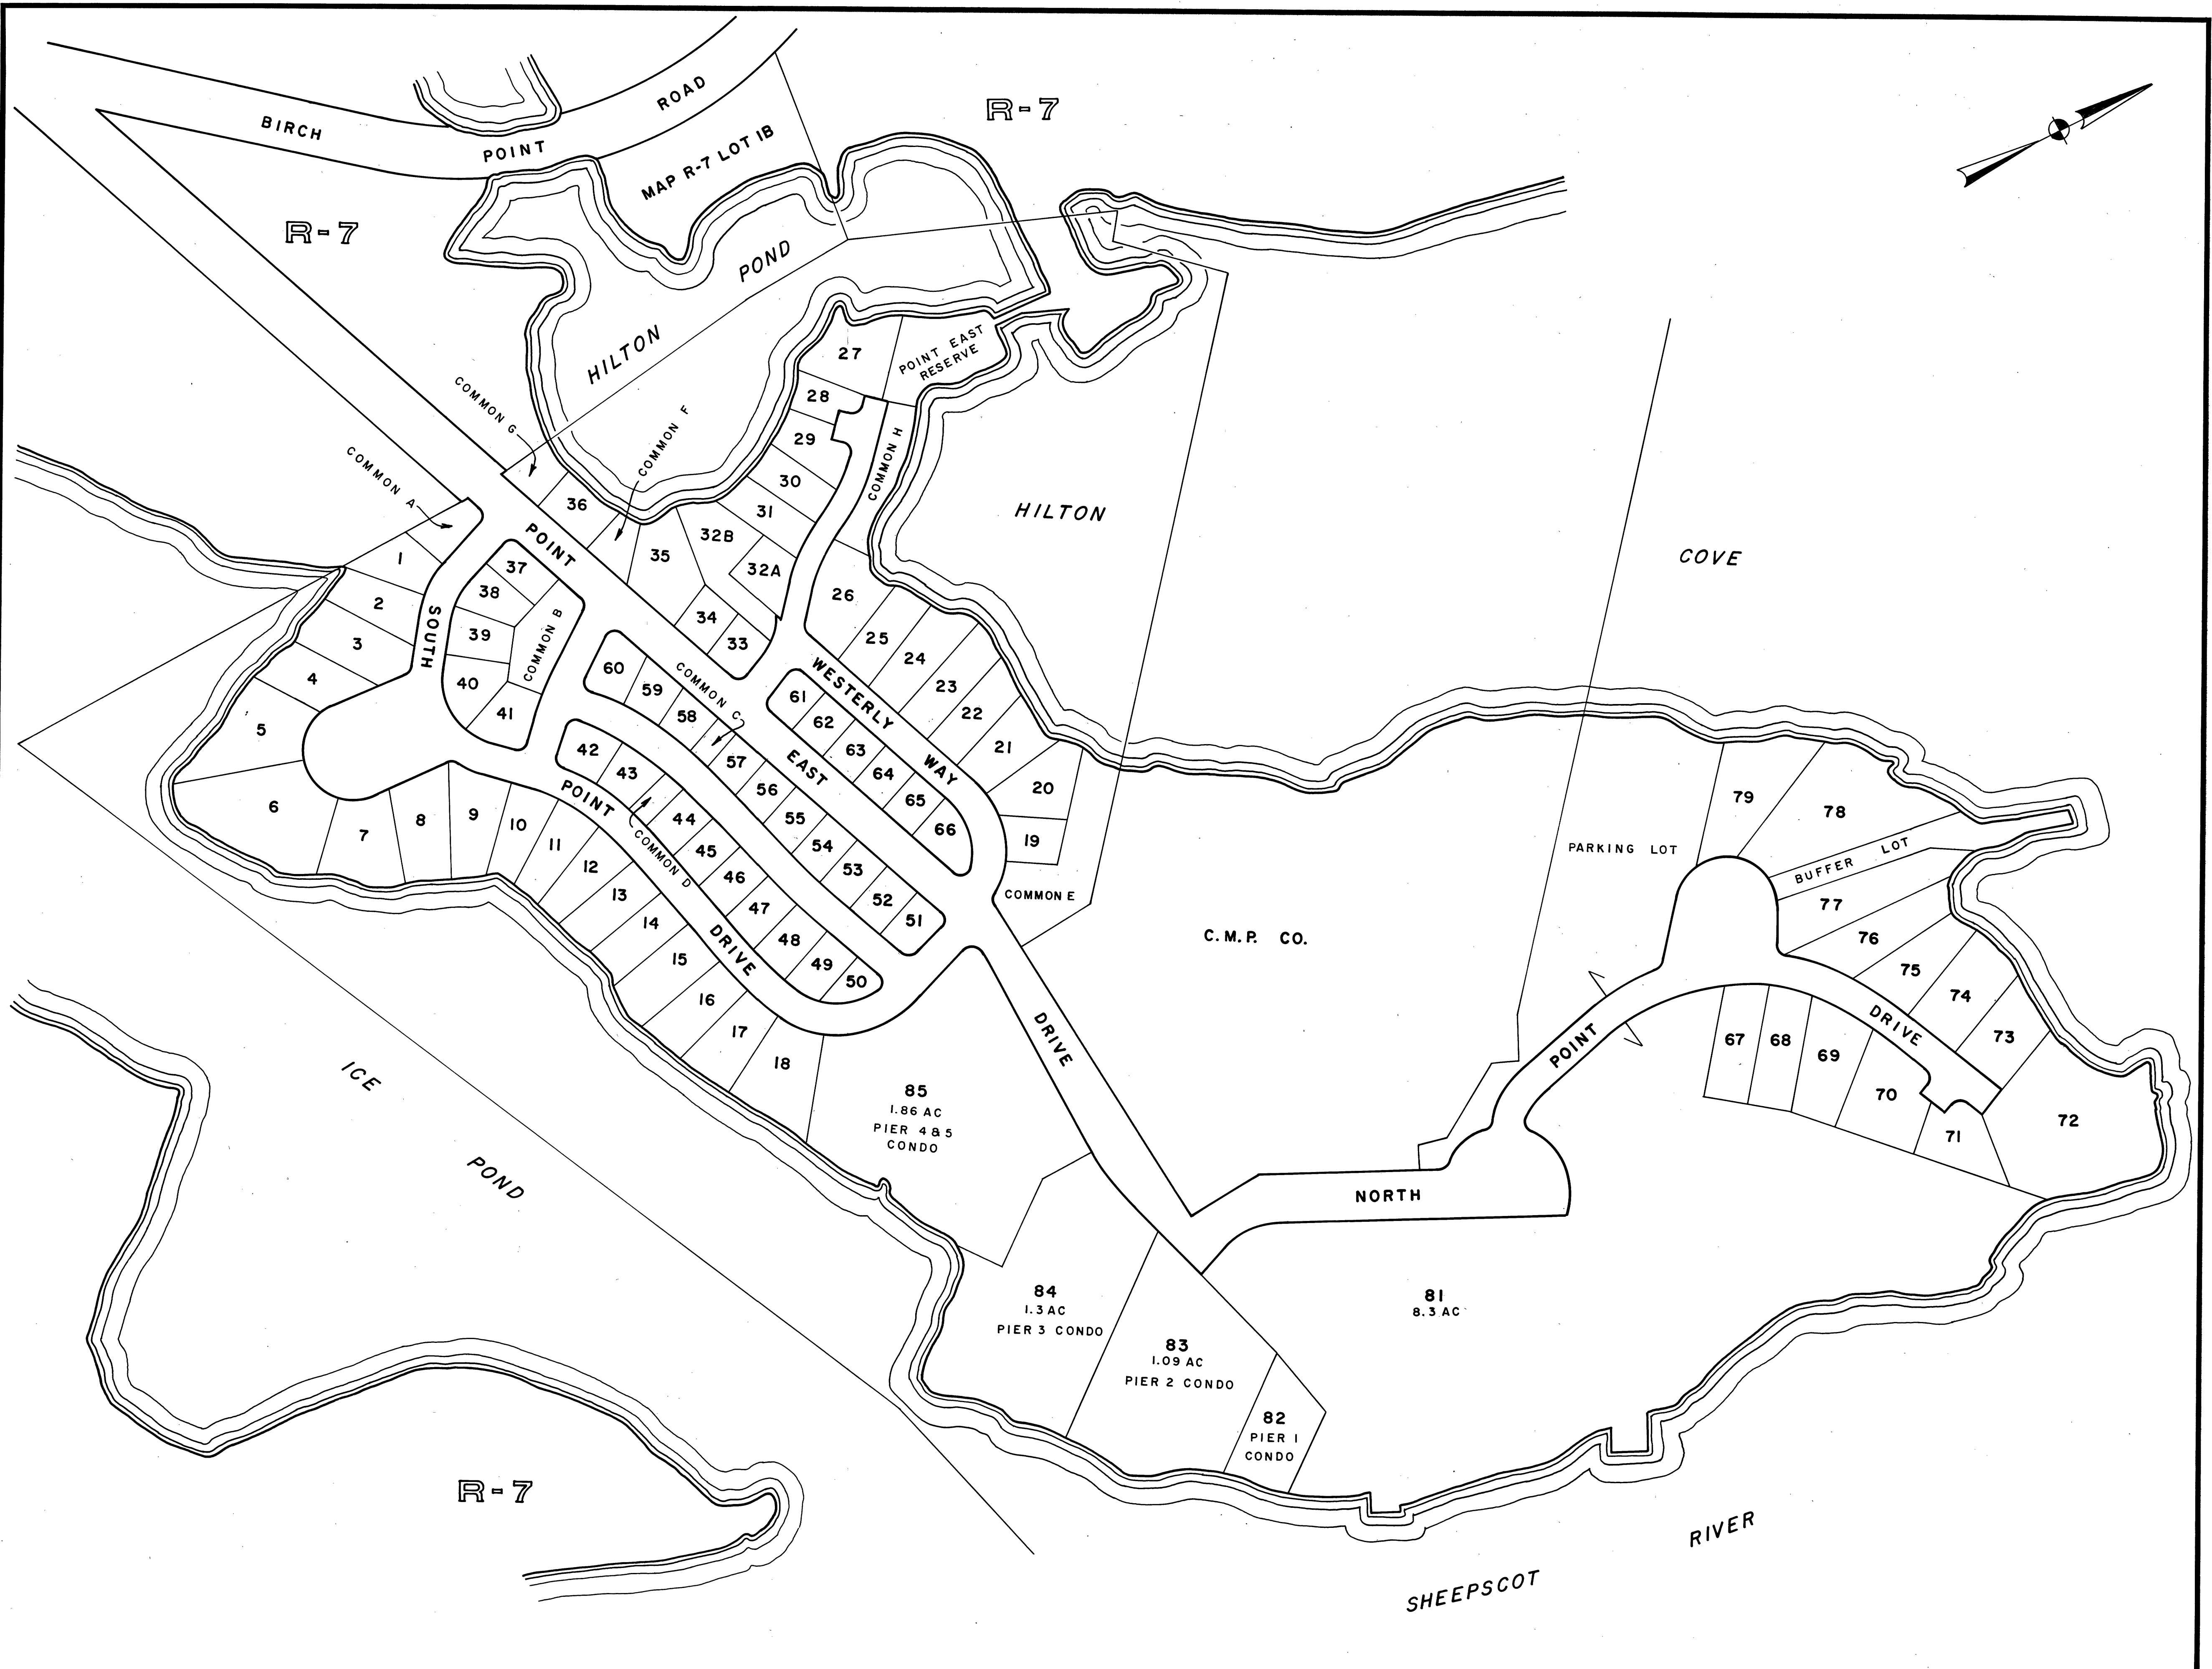 R-7
BIRCH
POINT
ROAD
MAP R-7 LOT 1B
R-7
HILTON
POND
POINT EAST
RESERVE
COMMON G
COMMON F
COMMON A
COMMON H
27
28
29
30
31
32B
32A
36
35
34
33
HILTON
COVE
1
2
3
4
5
6
7
8
9
10
11
12
13
14
15
16
17
18
SOUTH
POINT
DRIVE
37
38
39
40
41
COMMON B
POINT
EAST
DRIVE
60
59
58
COMMON C
57
56
55
54
53
52
51
42
43
COMMON D
44
45
46
47
48
49
50
WESTERLY
WAY
61
62
63
64
65
66
26
25
24
23
22
21
20
19
COMMON E
C.M.P. CO.
PARKING LOT
79
78
BUFFER LOT
77
76
75
74
73
72
71
70
69
68
67
NORTH
POINT
DRIVE
85
1.86 AC
PIER 4 & 5
CONDO
84
1.3 AC
PIER 3 CONDO
83
1.09 AC
PIER 2 CONDO
82
PIER 1
CONDO
81
8.3 AC
ICE
POND
R-7
SHEEPSCOT
RIVER